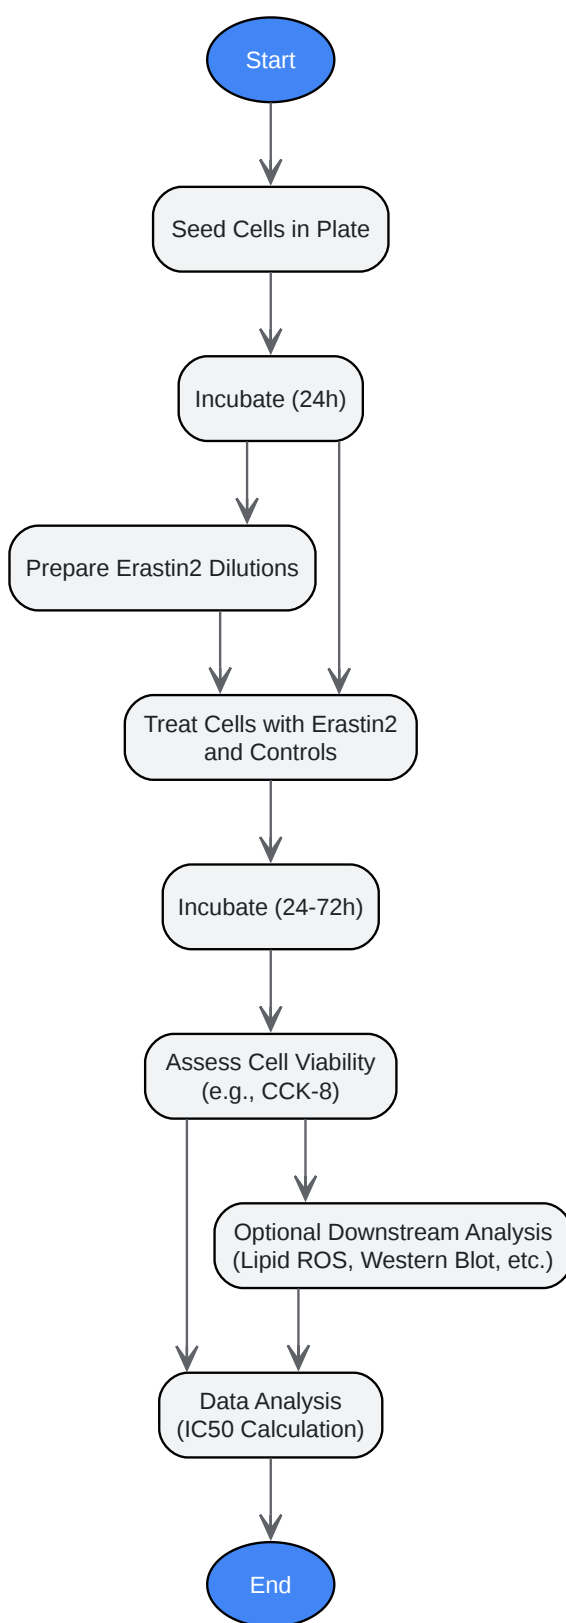 Start
Seed Cells in Plate
Incubate (24h)
Prepare Erastin2 Dilutions
Treat Cells with Erastin2
and Controls
Incubate (24-72h)
Assess Cell Viability
(e.g., CCK-8)
Optional Downstream Analysis
(Lipid ROS, Western Blot, etc.)
Data Analysis
(IC50 Calculation)
End